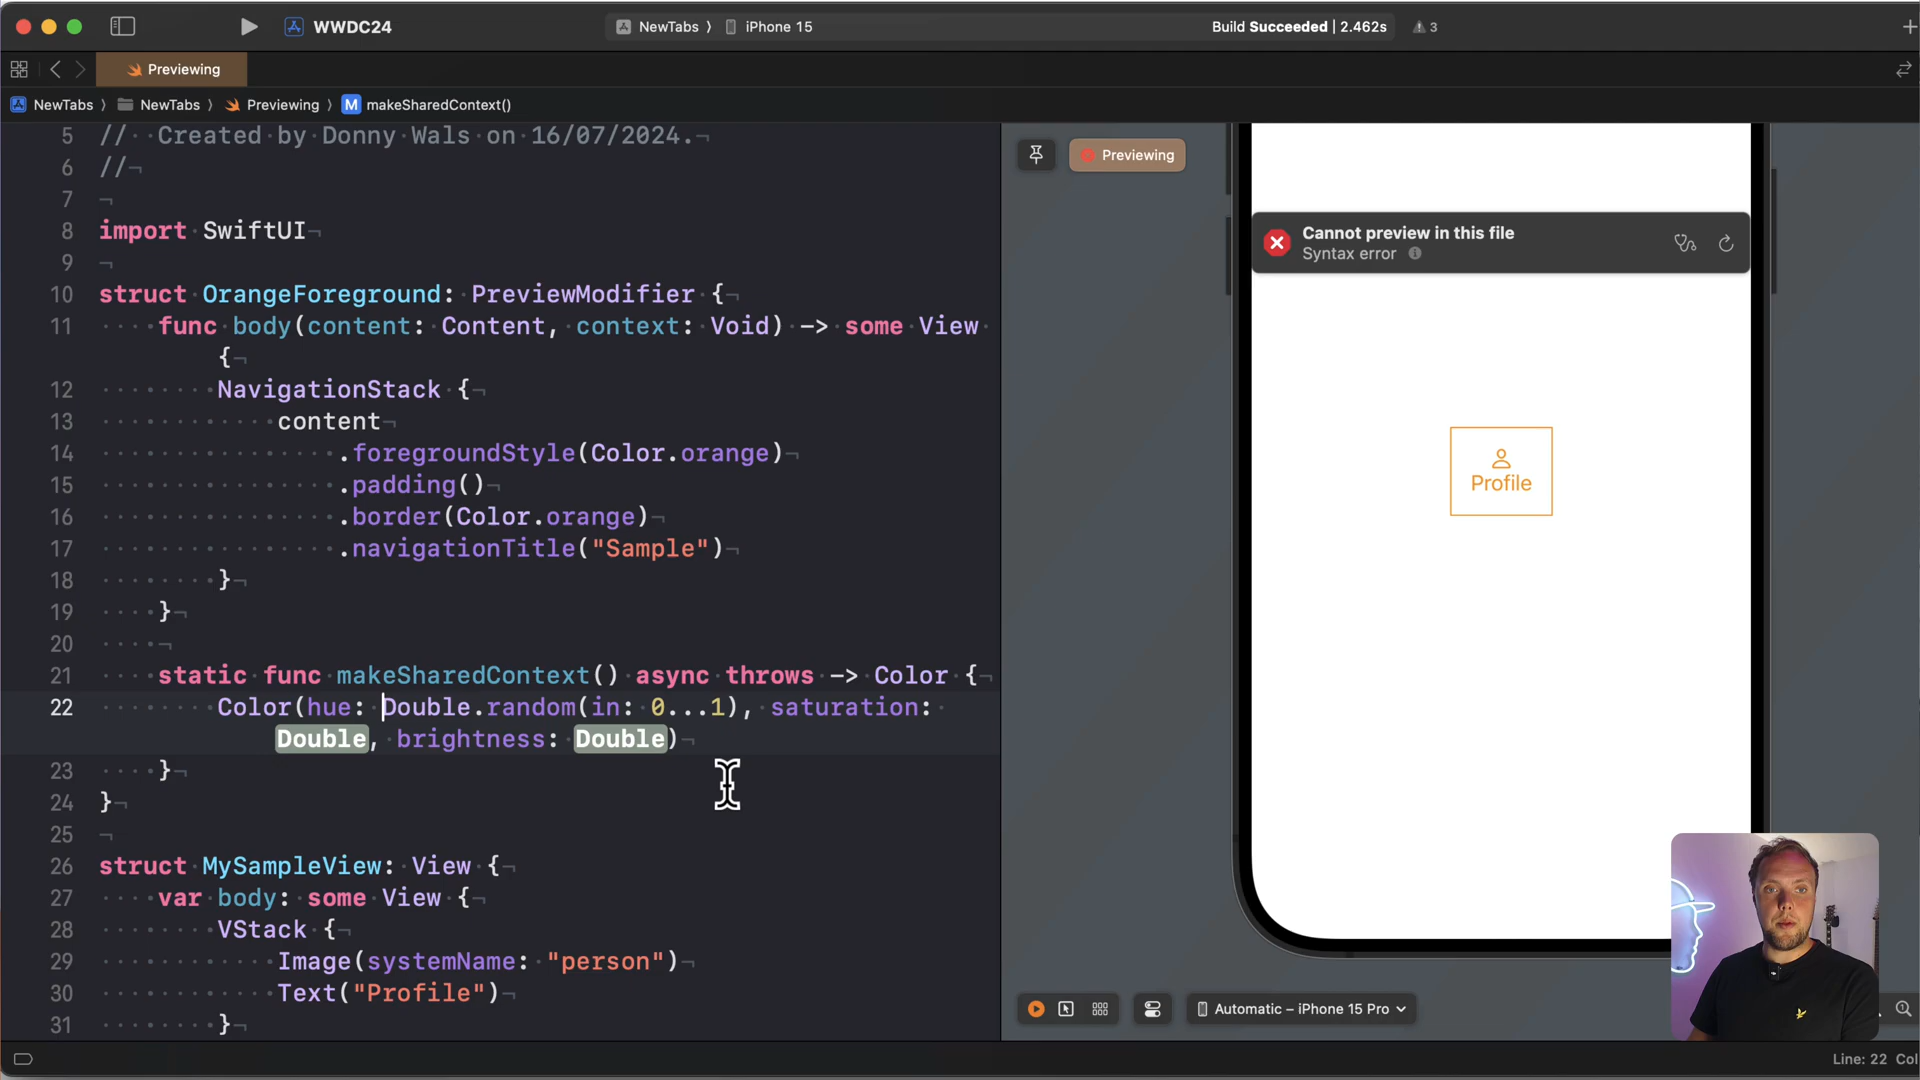 WWDC24
NewTabs 〉 iPhone 15
Build Succeeded | 2.462s
3
Previewing
NewTabs 〉 NewTabs 〉 Previewing 〉 M makeSharedContext()
5 //  Created by Donny Wals on 16/07/2024.
6 //
7
8 import SwiftUI
9
10 struct OrangeForeground: PreviewModifier {
11 func body(content: Content, context: Void) -> some View
{
12 NavigationStack {
13 content
14 .foregroundStyle(Color.orange)
15 .padding()
16 .border(Color.orange)
17 .navigationTitle("Sample")
18 }
19 }
20
21 static func makeSharedContext() async throws -> Color {
22 Color(hue: Double.random(in: 0...1), saturation:
Double, brightness: Double)
23 }
24 }
25
26 struct MySampleView: View {
27 var body: some View {
28 VStack {
29 Image(systemName: "person")
30 Text("Profile")
31 }
Previewing
Cannot preview in this file
Syntax error
Profile
Automatic – iPhone 15 Pro
Line: 22 Col